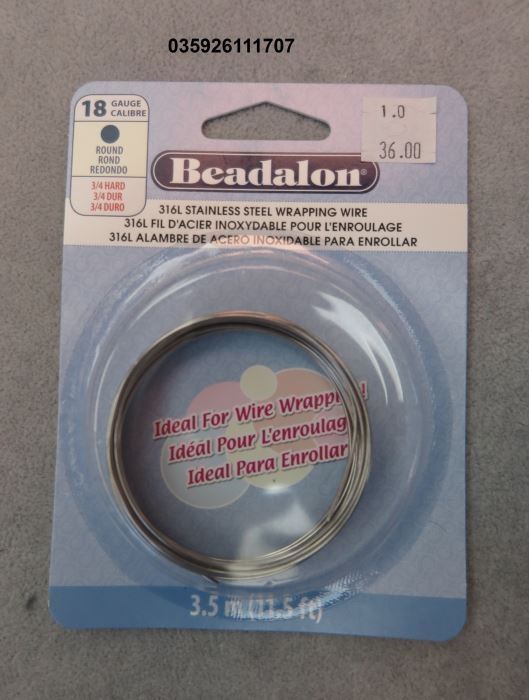 035926111707
18 GAUGE
CALIBRE
ROUND
ROND
REDONDO
3/4 HARD
3/4 DUR
3/4 DURO
1.0
36.00
Beadalon®
316L STAINLESS STEEL WRAPPING WIRE
316L FIL D'ACIER INOXYDABLE POUR L'ENROULAGE
316L ALAMBRE DE ACERO INOXIDABLE PARA ENROLLAR
Ideal For Wire Wrapping!
Idéal Pour L'enroulag
Ideal Para Enrollar
3.5 m (11.5 ft)